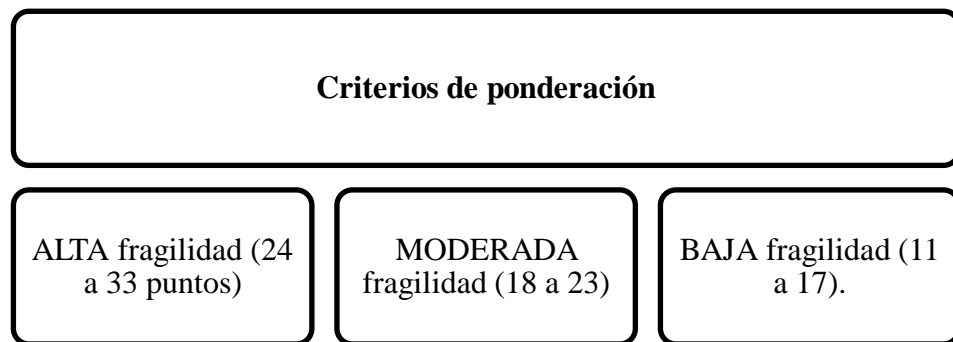 Criterios de ponderación
ALTA fragilidad (24
a 33 puntos)
MODERADA
fragilidad (18 a 23)
BAJA fragilidad (11
a 17).